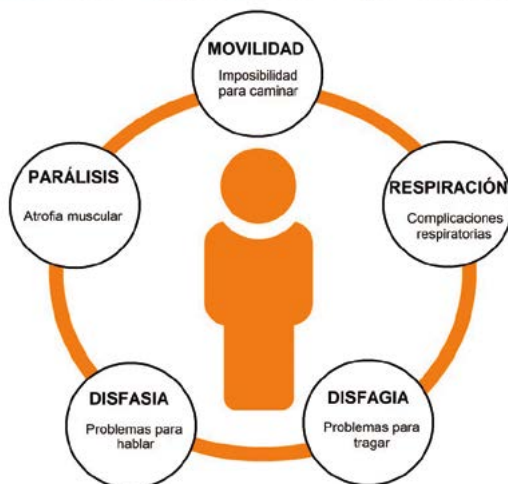 MOVILIDAD
Imposibilidad
para caminar
PARÁLISIS
Atrofia muscular
RESPIRACIÓN
Complicaciones
respiratorias
DISFASIA
Problemas para
hablar
DISFAGIA
Problemas para
tragar